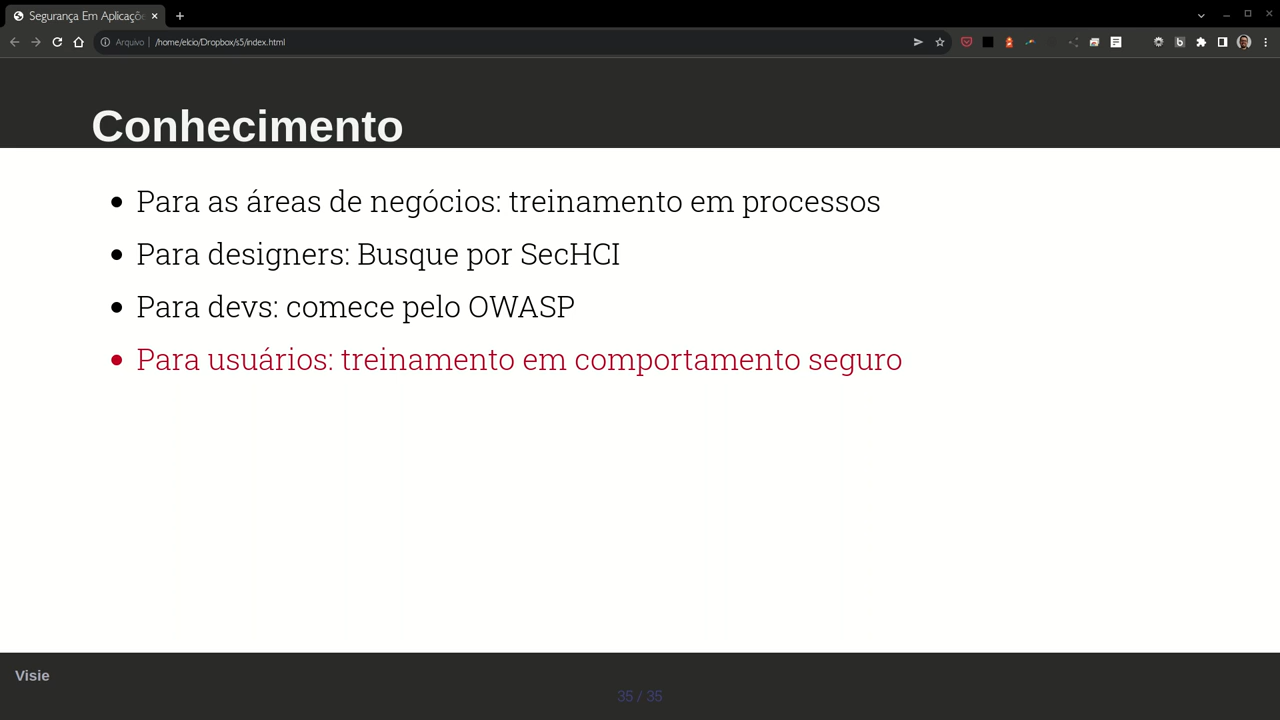 Segurança Em Aplicaçõe
Arquivo
/home/elcio/Dropbox/s5/index.html
Conhecimento
Para as áreas de negócios: treinamento em processos
Para designers: Busque por SecHCI
Para devs: comece pelo OWASP
Para usuários: treinamento em comportamento seguro
Visie
35 / 35